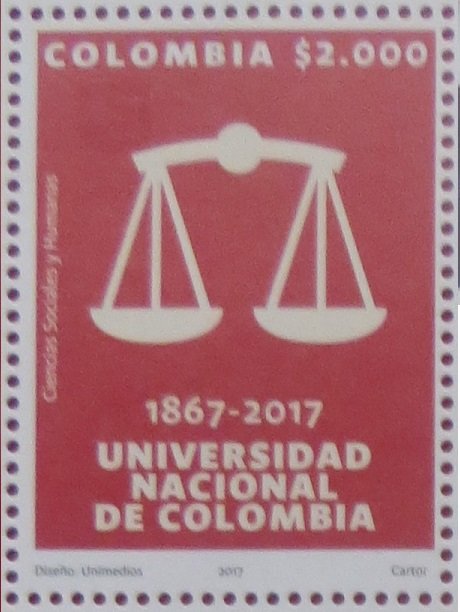 COLOMBIA $2.000
Ciencias Sociales y Humanas
1867-2017
UNIVERSIDAD
NACIONAL
DE COLOMBIA
Diseño: Unimedios 2017 Cartor